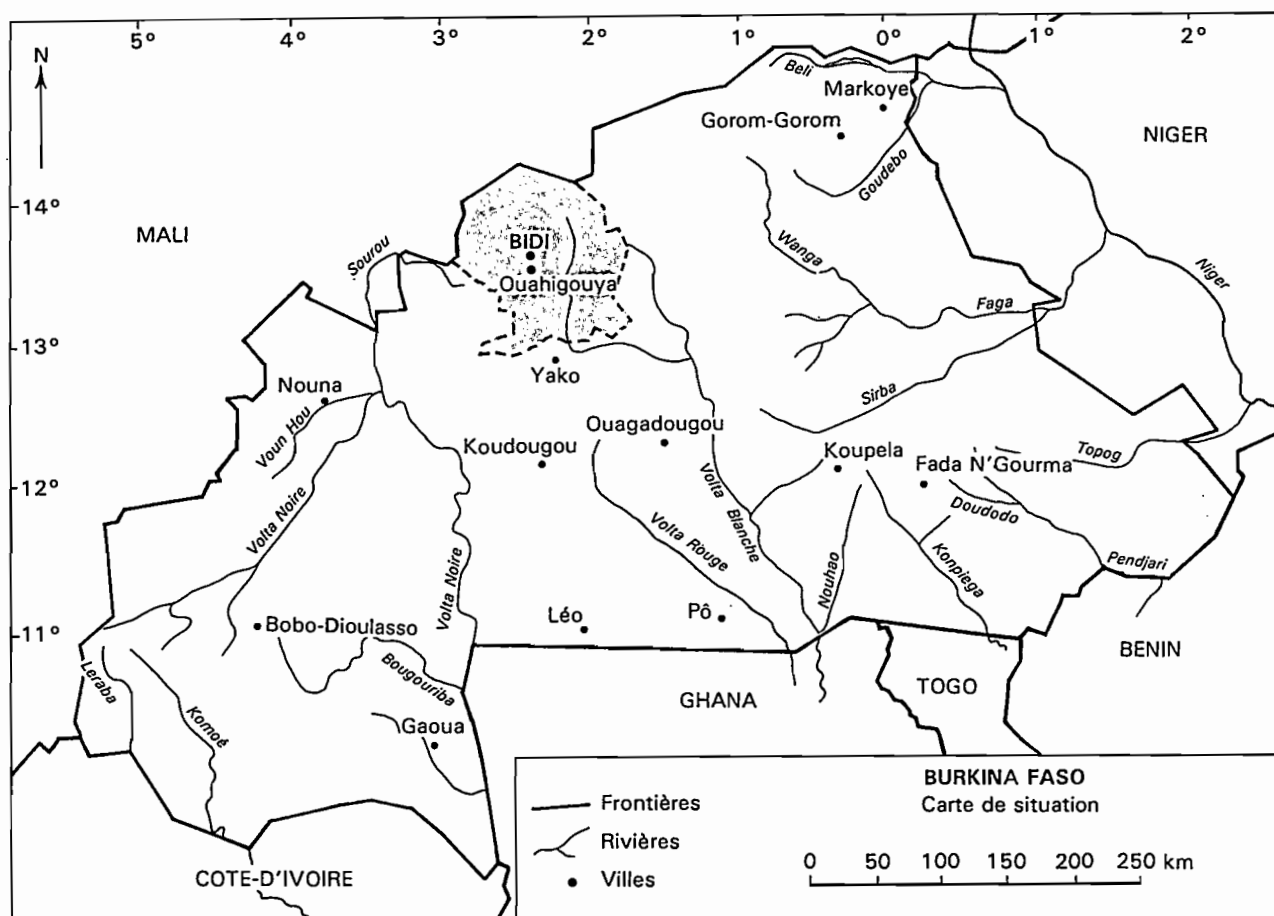 5° 4° 3° 2° 1° 0° 1° 2°
N
Beli
Markoye
Gorom-Gorom
NIGER
Goudebo
14°
MALI
Sourou
BIDI
Ouahigouya
Wanga
Niger
Faga
13°
Yako
Nouna
Sirba
Voun Hou
Ouagadougou
Koudougou
Koupela
Topog
Fada N'Gourma
12°
Volta Noire
Volta Blanche
Doudodo
Volta Rouge
Volta Noire
Nouhao
Konpiega
Pendjari
11°
Bobo-Dioulasso
Léo
Pô
BENIN
Leraba
Bougouriba
Komoé
GHANA
TOGO
Gaoua
BURKINA FASO
Carte de situation
Frontières
Rivières
Villes
0 50 100 150 200 250 km
COTE-D'IVOIRE